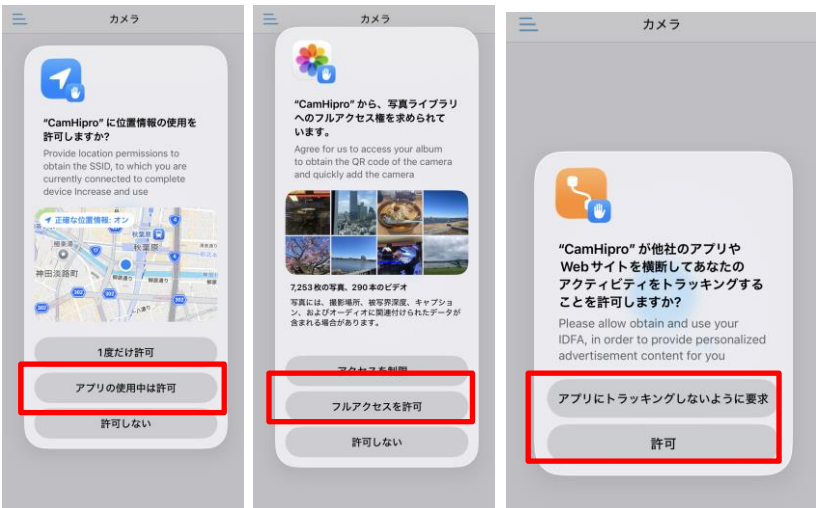 カメラ
"CamHipro" に位置情報の使用を
許可しますか?
Provide location permissions to
obtain the SSID, to which you are
currently connected to complete
device Increase and use
正確な位置情報: オン
秋葉原
神田淡路町
1度だけ許可
アプリの使用中は許可
許可しない
カメラ
"CamHipro" から、写真ライブラリ
へのフルアクセス権を求められて
います。
Agree for us to access your album
to obtain the QR code of the camera
and quickly add the camera
7,253枚の写真、290本のビデオ
写真には、撮影場所、被写界深度、キャプショ
ン、およびオーディオに関連付けられたデータが
含まれる場合があります。
アクセスを制限
フルアクセスを許可
許可しない
カメラ
"CamHipro" が他社のアプリや
Webサイトを横断してあなたの
アクティビティをトラッキングする
ことを許可しますか?
Please allow obtain and use your
IDFA, in order to provide personalized
advertisement content for you
アプリにトラッキングしないように要求
許可